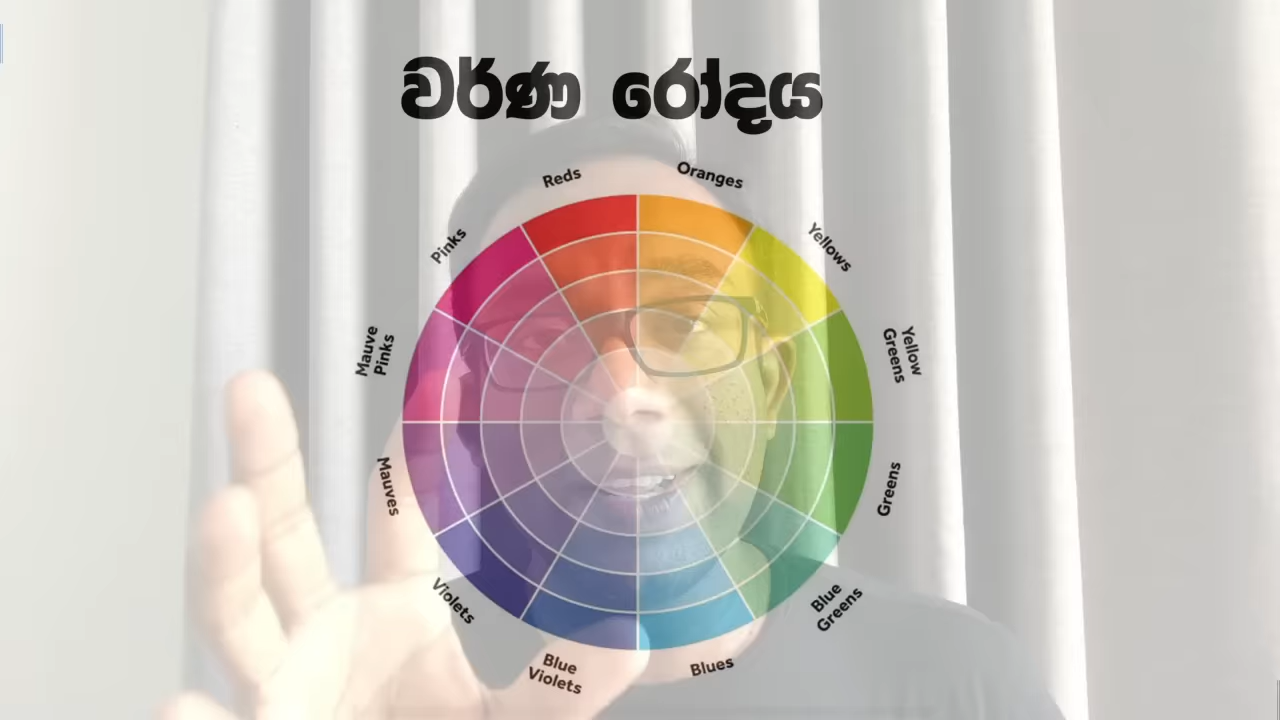 වර්ණ රෝදය
Reds
Oranges
Yellows
Yellow
Greens
Greens
Blue
Greens
Blues
Blue
Violets
Violets
Mauves
Mauve
Pinks
Pinks